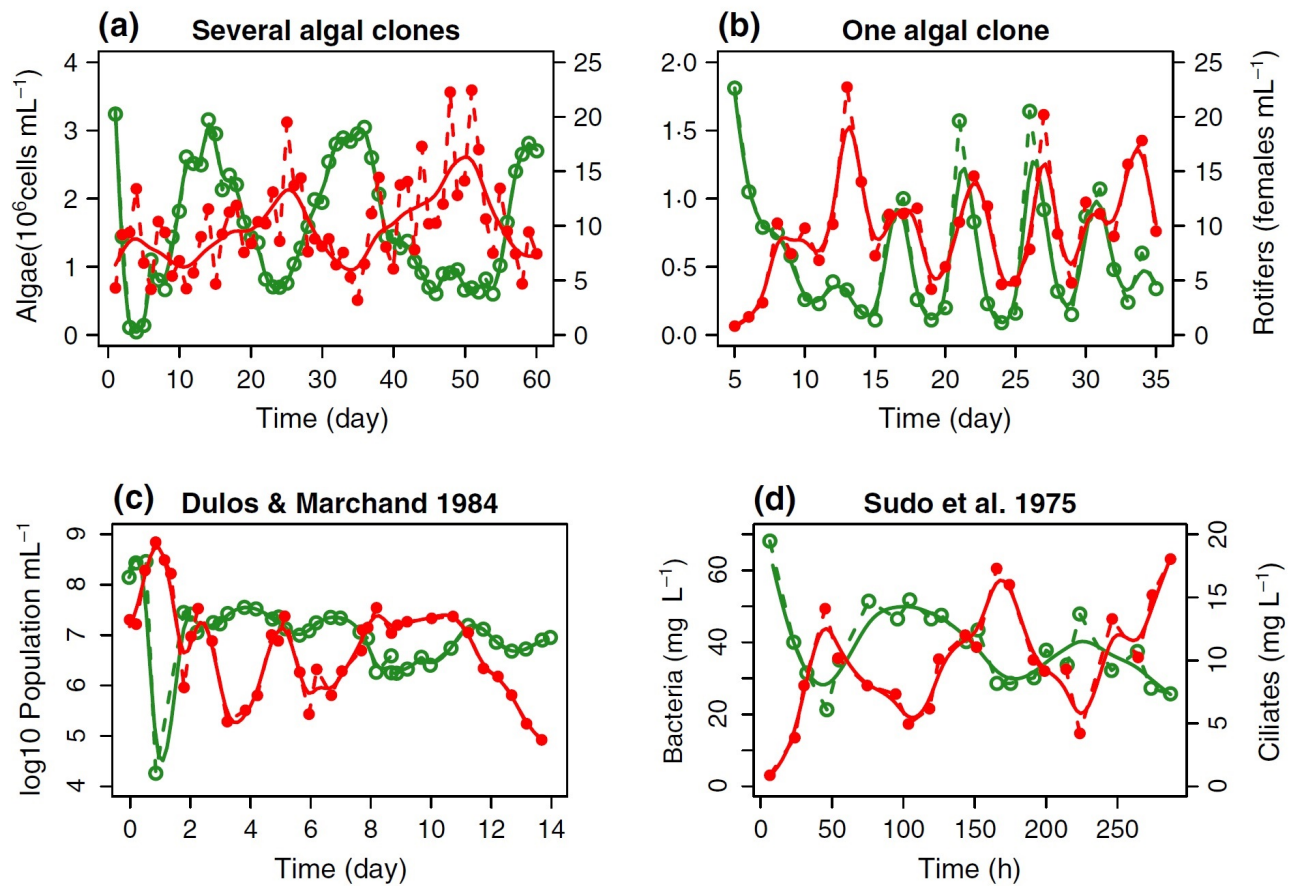 (a) Several algal clones
Algae(10⁶cells mL⁻¹)
4
3
2
1
0
25
20
15
10
5
0
0 10 20 30 40 50 60
Time (day)
(b) One algal clone
2·0
1·5
1·0
0·5
0·0
25
20
15
10
5
0
Rotifers (females mL⁻¹)
5 10 15 20 25 30 35
Time (day)
(c) Dulos & Marchand 1984
log10 Population mL⁻¹
9
8
7
6
5
4
0 2 4 6 8 10 12 14
Time (day)
(d) Sudo et al. 1975
Bacteria (mg L⁻¹)
60
40
20
0
20
15
10
5
0
Ciliates (mg L⁻¹)
0 50 100 150 200 250
Time (h)